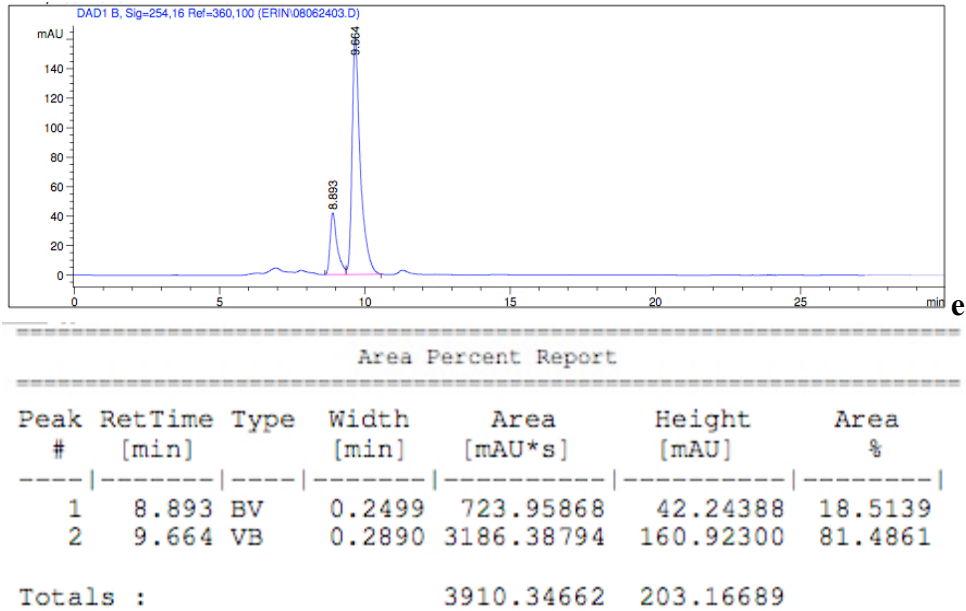 DAD1 B, Sig=254,16 Ref=360,100 (ERIN\08062403.D)
mAU
140
120
100
80
60
40
20
0
8.893
9.664
0 5 10 15 20 25 min
e
Area Percent Report
Peak RetTime Type Width Area Height Area
# [min] [min] [mAU*s] [mAU] %
----|-------|----|-------|----------|----------|--------|
1 8.893 BV 0.2499 723.95868 42.24388 18.5139
2 9.664 VB 0.2890 3186.38794 160.92300 81.4861
Totals : 3910.34662 203.16689